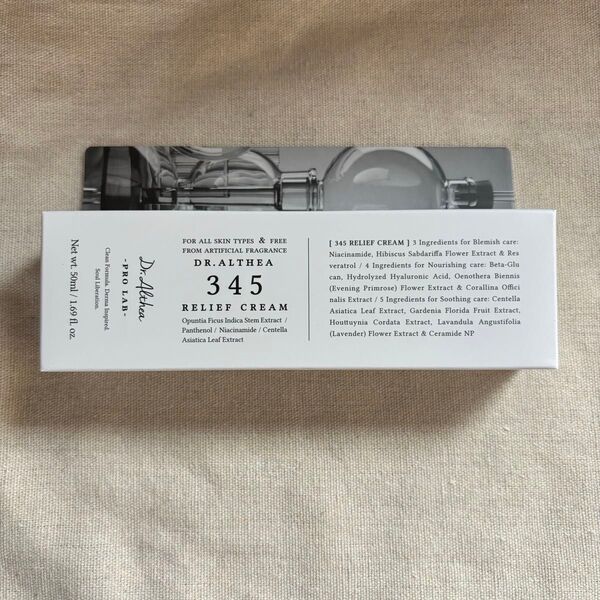 Dr.Althea
-PRO LAB-
Clean Formula. Derma Inspired.
Soul Liberation.
Net wt. 50ml / 1.69 fl. oz.
FOR ALL SKIN TYPES & FREE
FROM ARTIFICIAL FRAGRANCE
DR.ALTHEA
345
RELIEF CREAM
Opuntia Ficus Indica Stem Extract /
Panthenol / Niacinamide / Centella
Asiatica Leaf Extract
[ 345 RELIEF CREAM ] 3 Ingredients for Blemish care:
Niacinamide, Hibiscus Sabdariffa Flower Extract & Res
veratrol / 4 Ingredients for Nourishing care: Beta-Glu
can, Hydrolyzed Hyaluronic Acid, Oenothera Biennis
(Evening Primrose) Flower Extract & Corallina Offici
nalis Extract / 5 Ingredients for Soothing care: Centella
Asiatica Leaf Extract, Gardenia Florida Fruit Extract,
Houttuynia Cordata Extract, Lavandula Angustifolia
(Lavender) Flower Extract & Ceramide NP